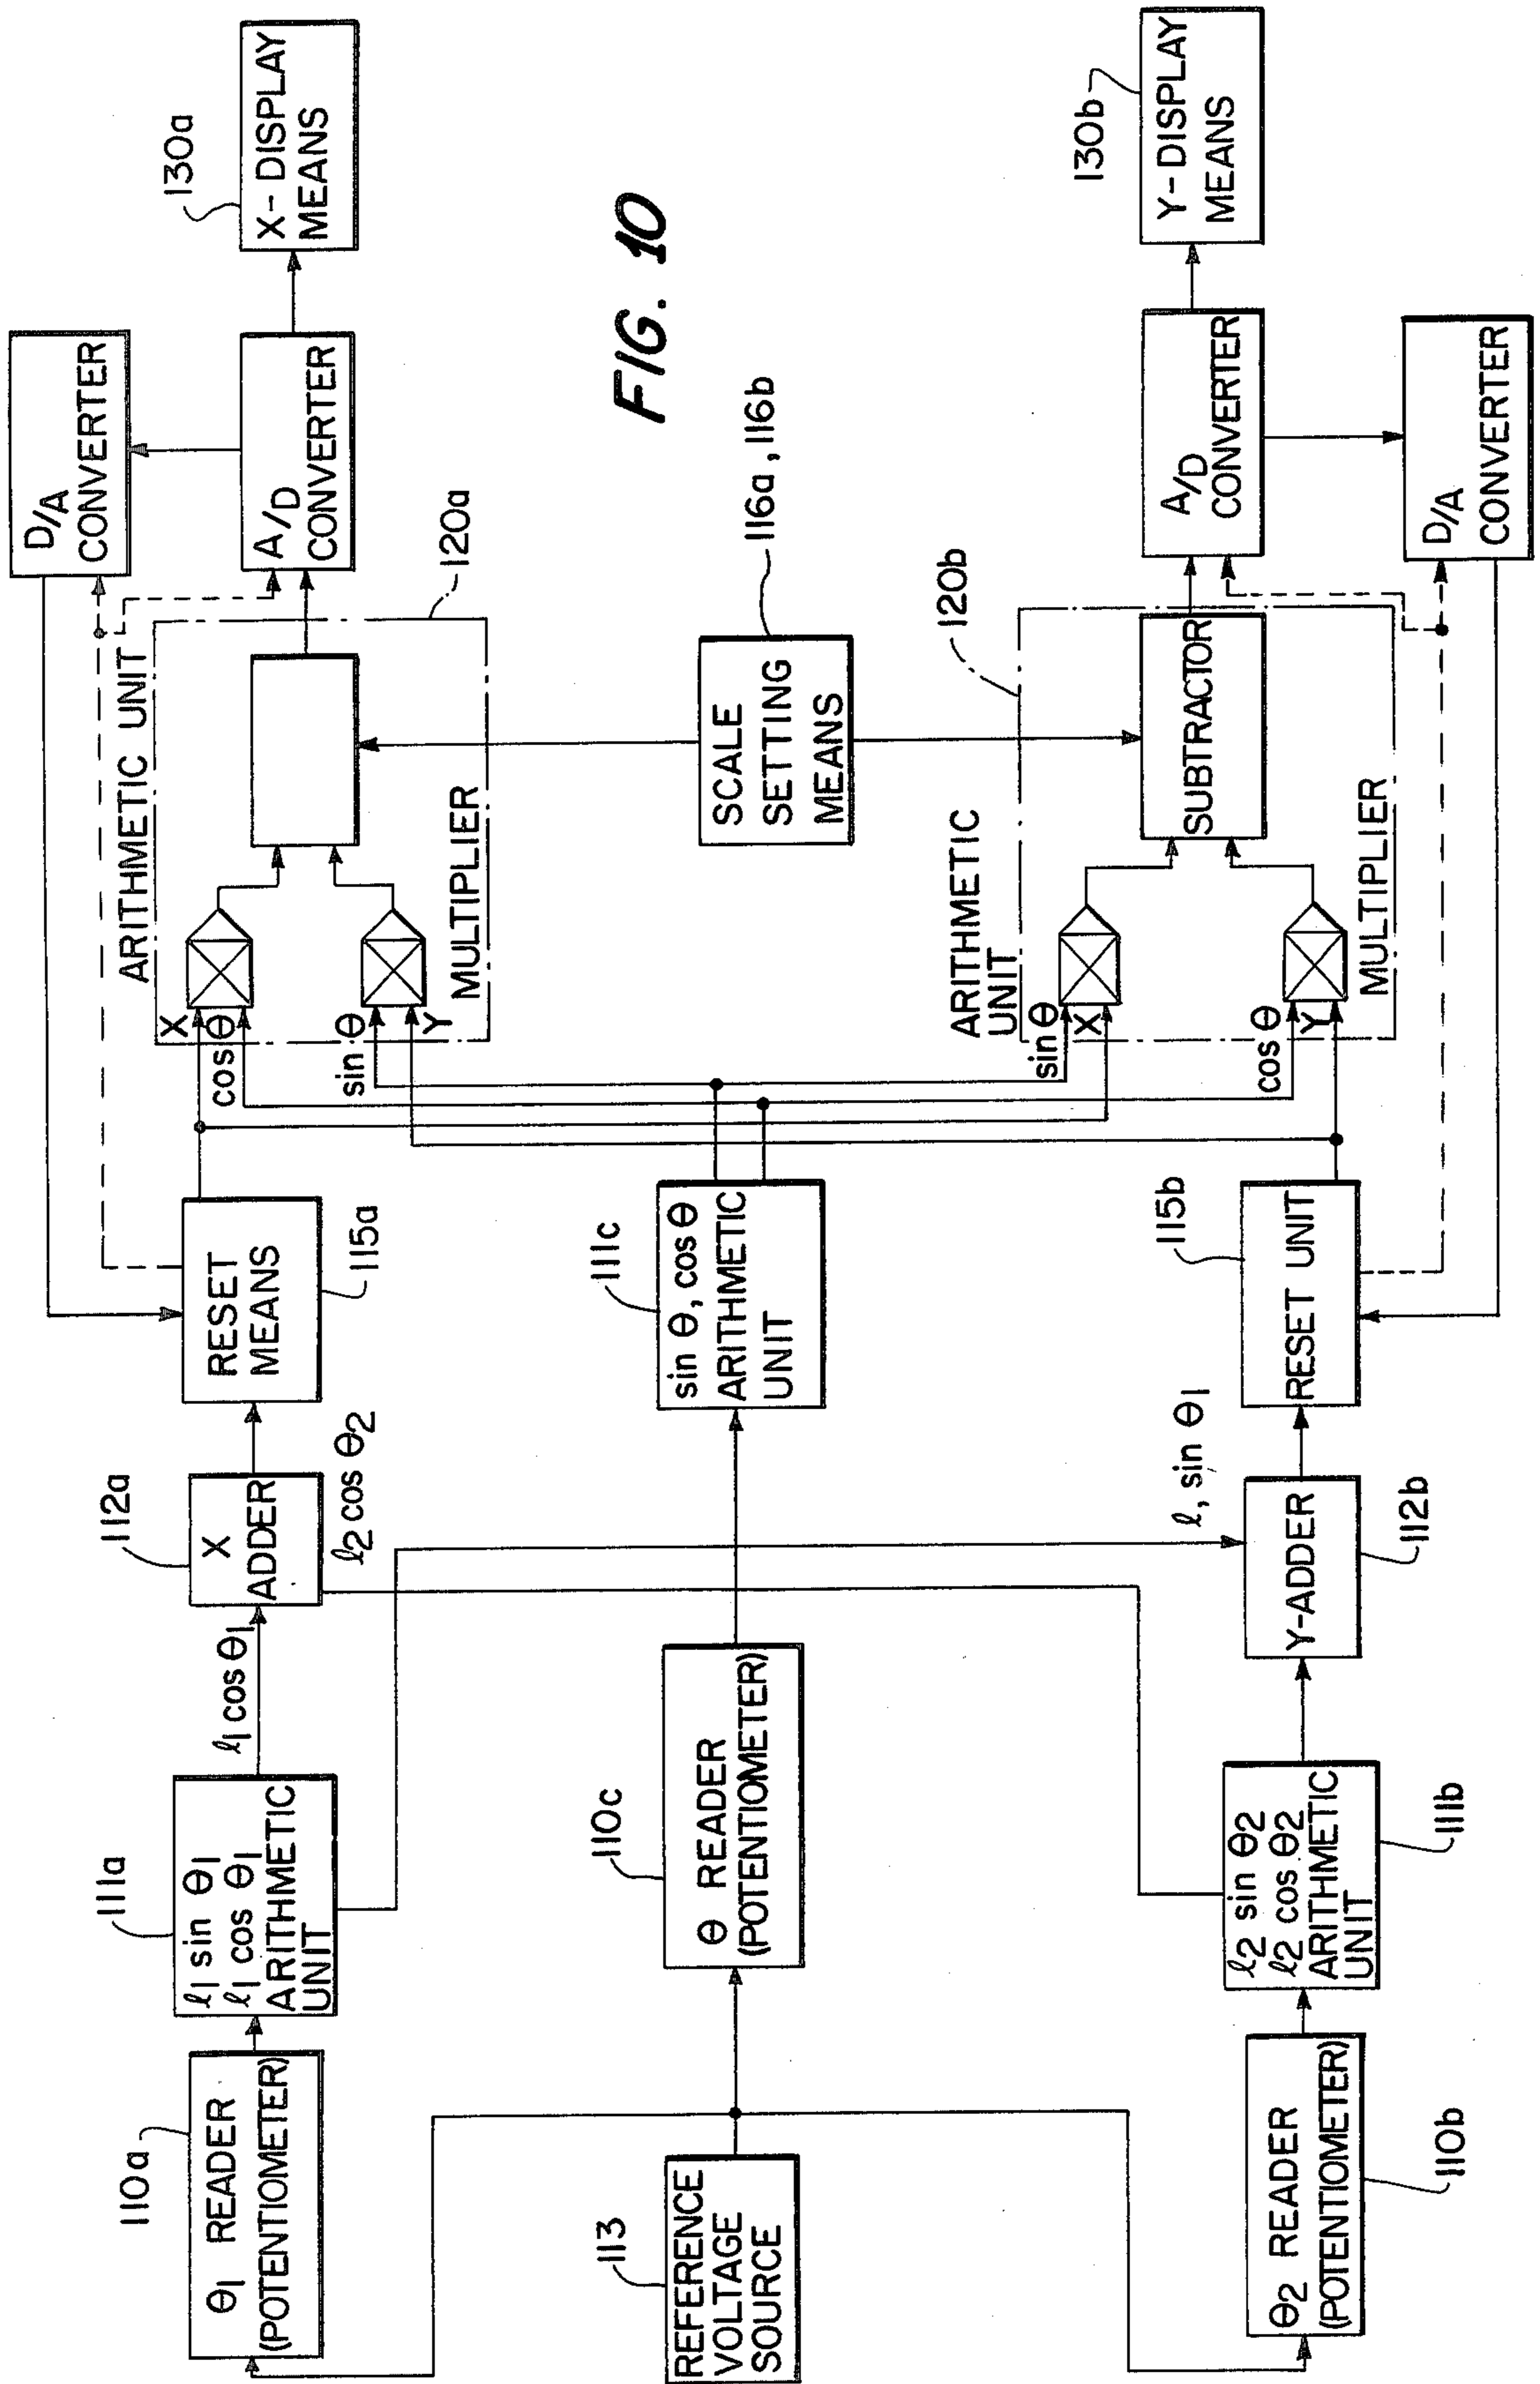 110a
θ1 READER
(POTENTIOMETER)
111a
ℓ1 sin θ1
ℓ1 cos θ1
ARITHMETIC
UNIT
ℓ1 cos θ1
112a
X
ADDER
ℓ2 cos θ2
RESET
MEANS
115a
ARITHMETIC UNIT
X
cos θ
sin θ
Y
MULTIPLIER
120a
D/A
CONVERTER
A/D
CONVERTER
130a
X-DISPLAY
MEANS
113
REFERENCE
VOLTAGE
SOURCE
110c
θ READER
(POTENTIOMETER)
111c
sin θ, cos θ
ARITHMETIC
UNIT
SCALE
SETTING
MEANS
116a, 116b
FIG. 10
θ2 READER
(POTENTIOMETER)
110b
ℓ2 sin θ2
ℓ2 cos θ2
ARITHMETIC
UNIT
111b
ℓ, sin θ1
Y-ADDER
112b
115b
RESET UNIT
ARITHMETIC
UNIT
sin θ
X
cos θ
Y
MULTIPLIER
SUBTRACTOR
120b
A/D
CONVERTER
D/A
CONVERTER
130b
Y-DISPLAY
MEANS